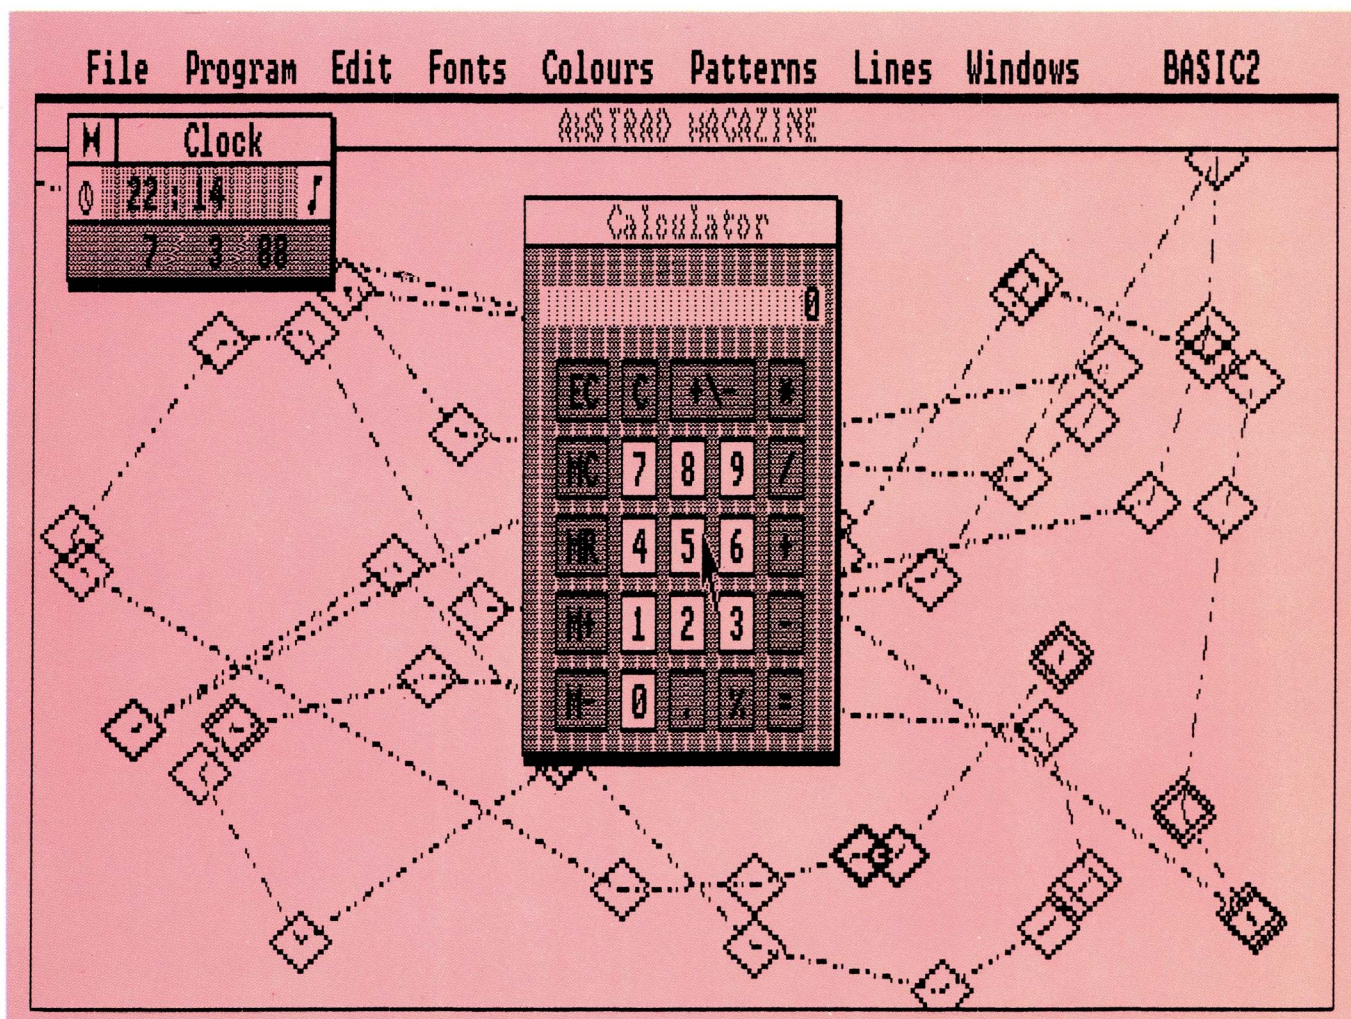 File Program Edit Fonts Colours Patterns Lines Windows BASIC2
AMSTRAD MAGAZINE
Clock
22:14
7 3 88
Calculator
0
EC C +\- *
MC 7 8 9 /
MR 4 5 6 +
M+ 1 2 3 -
M- 0 . % =